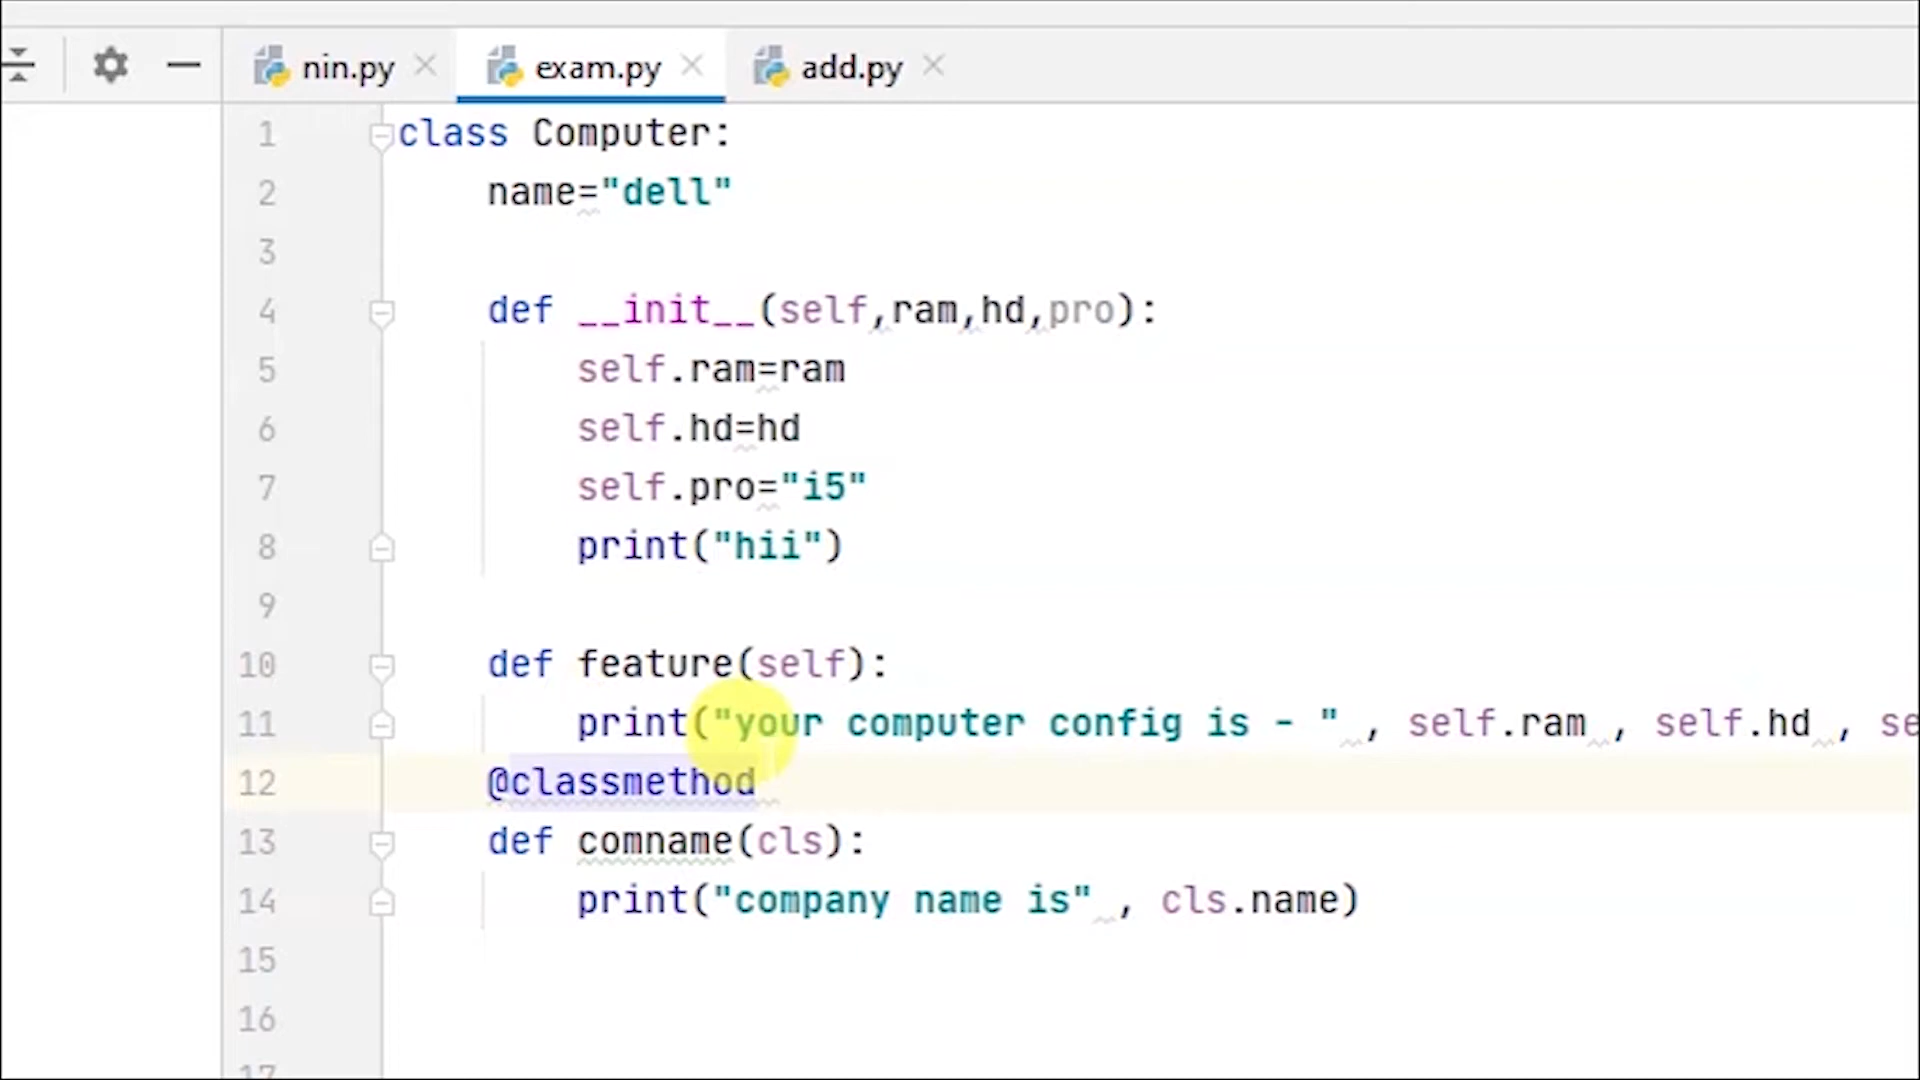 nin.py exam.py add.py
1 class Computer:
2 name="dell"
3
4 def __init__(self,ram,hd,pro):
5 self.ram=ram
6 self.hd=hd
7 self.pro="i5"
8 print("hii")
9
10 def feature(self):
11 print("your computer config is - " , self.ram , self.hd , se
12 @classmethod
13 def comname(cls):
14 print("company name is" , cls.name)
15
16
17